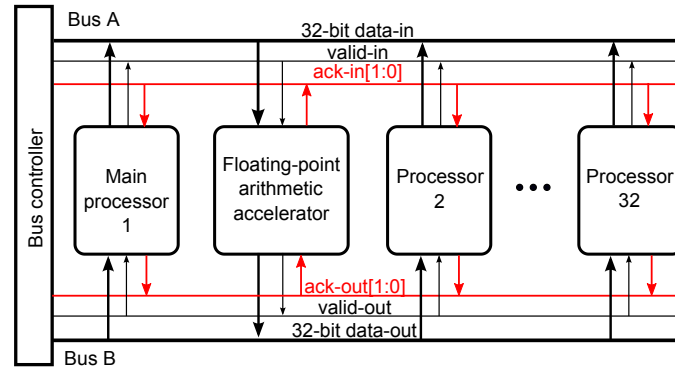 Bus A
32-bit data-in
valid-in
ack-in[1:0]
Bus controller
Main
processor
1
Floating-point
arithmetic
accelerator
Processor
2
Processor
32
ack-out[1:0]
valid-out
32-bit data-out
Bus B